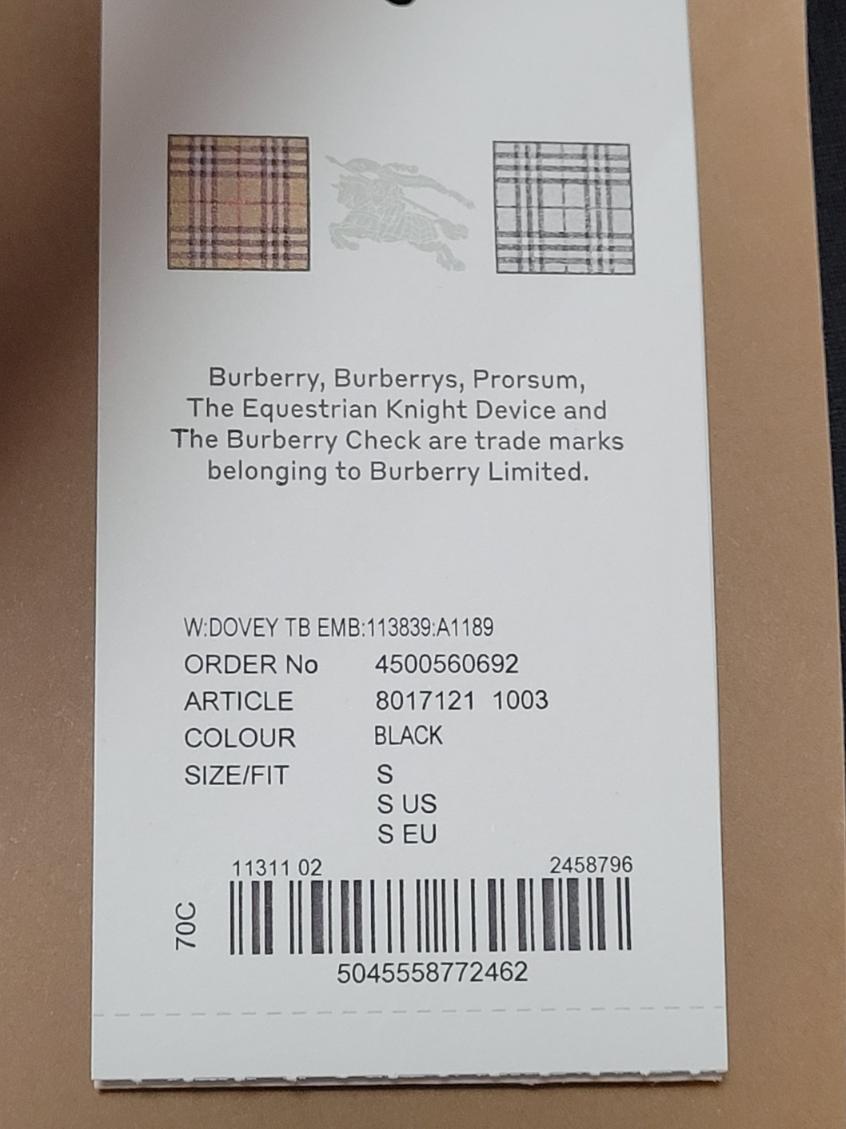 Burberry, Burberrys, Prorsum,
The Equestrian Knight Device and
The Burberry Check are trade marks
belonging to Burberry Limited.
W:DOVEY TB EMB:113839:A1189
ORDER No 4500560692
ARTICLE 8017121 1003
COLOUR BLACK
SIZE/FIT S
S US
S EU
11311 02 2458796
70C
5045558772462